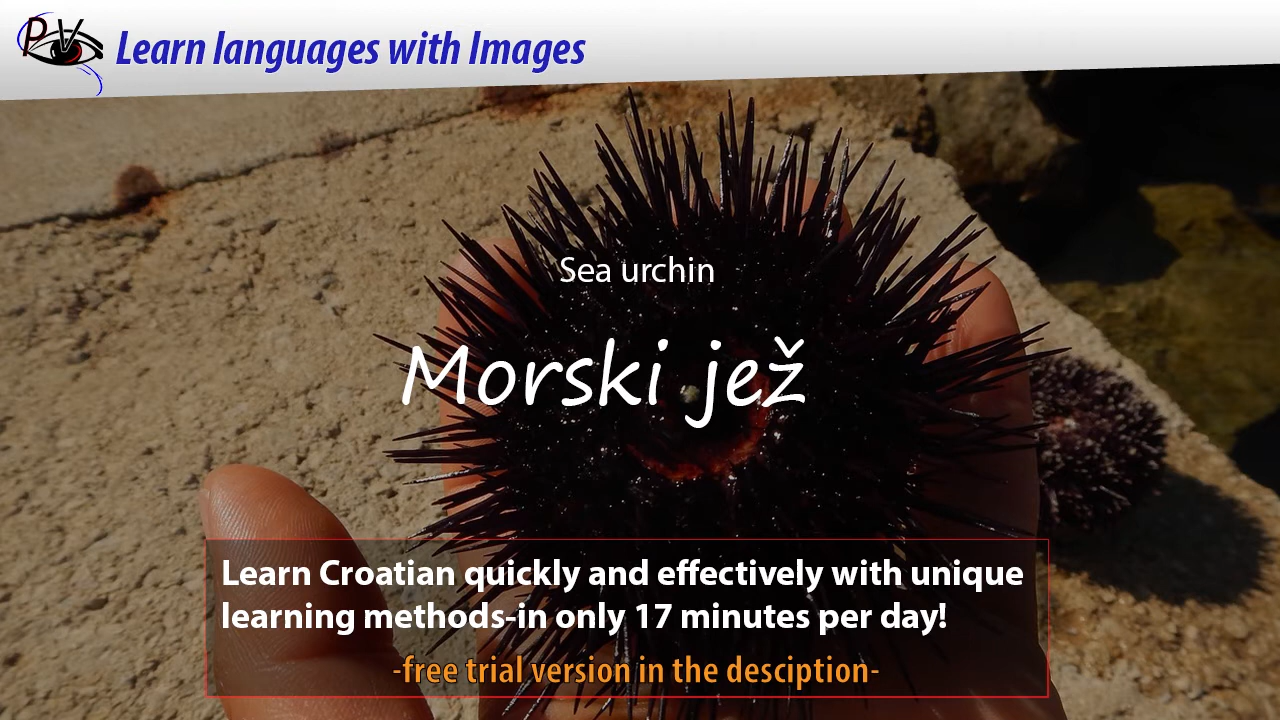 PV
Learn languages with Images
Sea urchin
Morski jež
Learn Croatian quickly and effectively with unique
learning methods-in only 17 minutes per day!
-free trial version in the desciption-